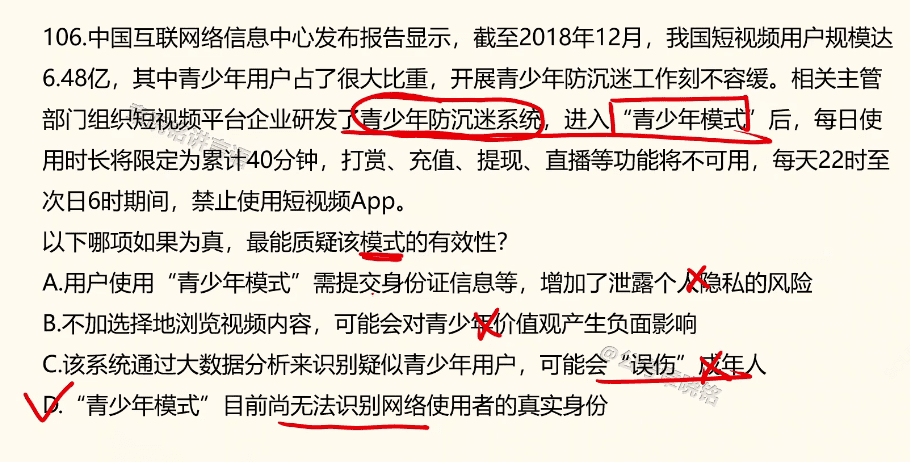 106.中国互联网络信息中心发布报告显示，截至2018年12月，我国短视频用户规模达
6.48亿，其中青少年用户占了很大比重，开展青少年防沉迷工作刻不容缓。相关主管
部门组织短视频平台企业研发了青少年防沉迷系统，进入“青少年模式”后，每日使
用时长将限定为累计40分钟，打赏、充值、提现、直播等功能将不可用，每天22时至
次日6时期间，禁止使用短视频App。
以下哪项如果为真，最能质疑该模式的有效性？
A.用户使用“青少年模式”需提交身份证信息等，增加了泄露个人隐私的风险
B.不加选择地浏览视频内容，可能会对青少年价值观产生负面影响
C.该系统通过大数据分析来识别疑似青少年用户，可能会“误伤”成年人
D.“青少年模式”目前尚无法识别网络使用者的真实身份